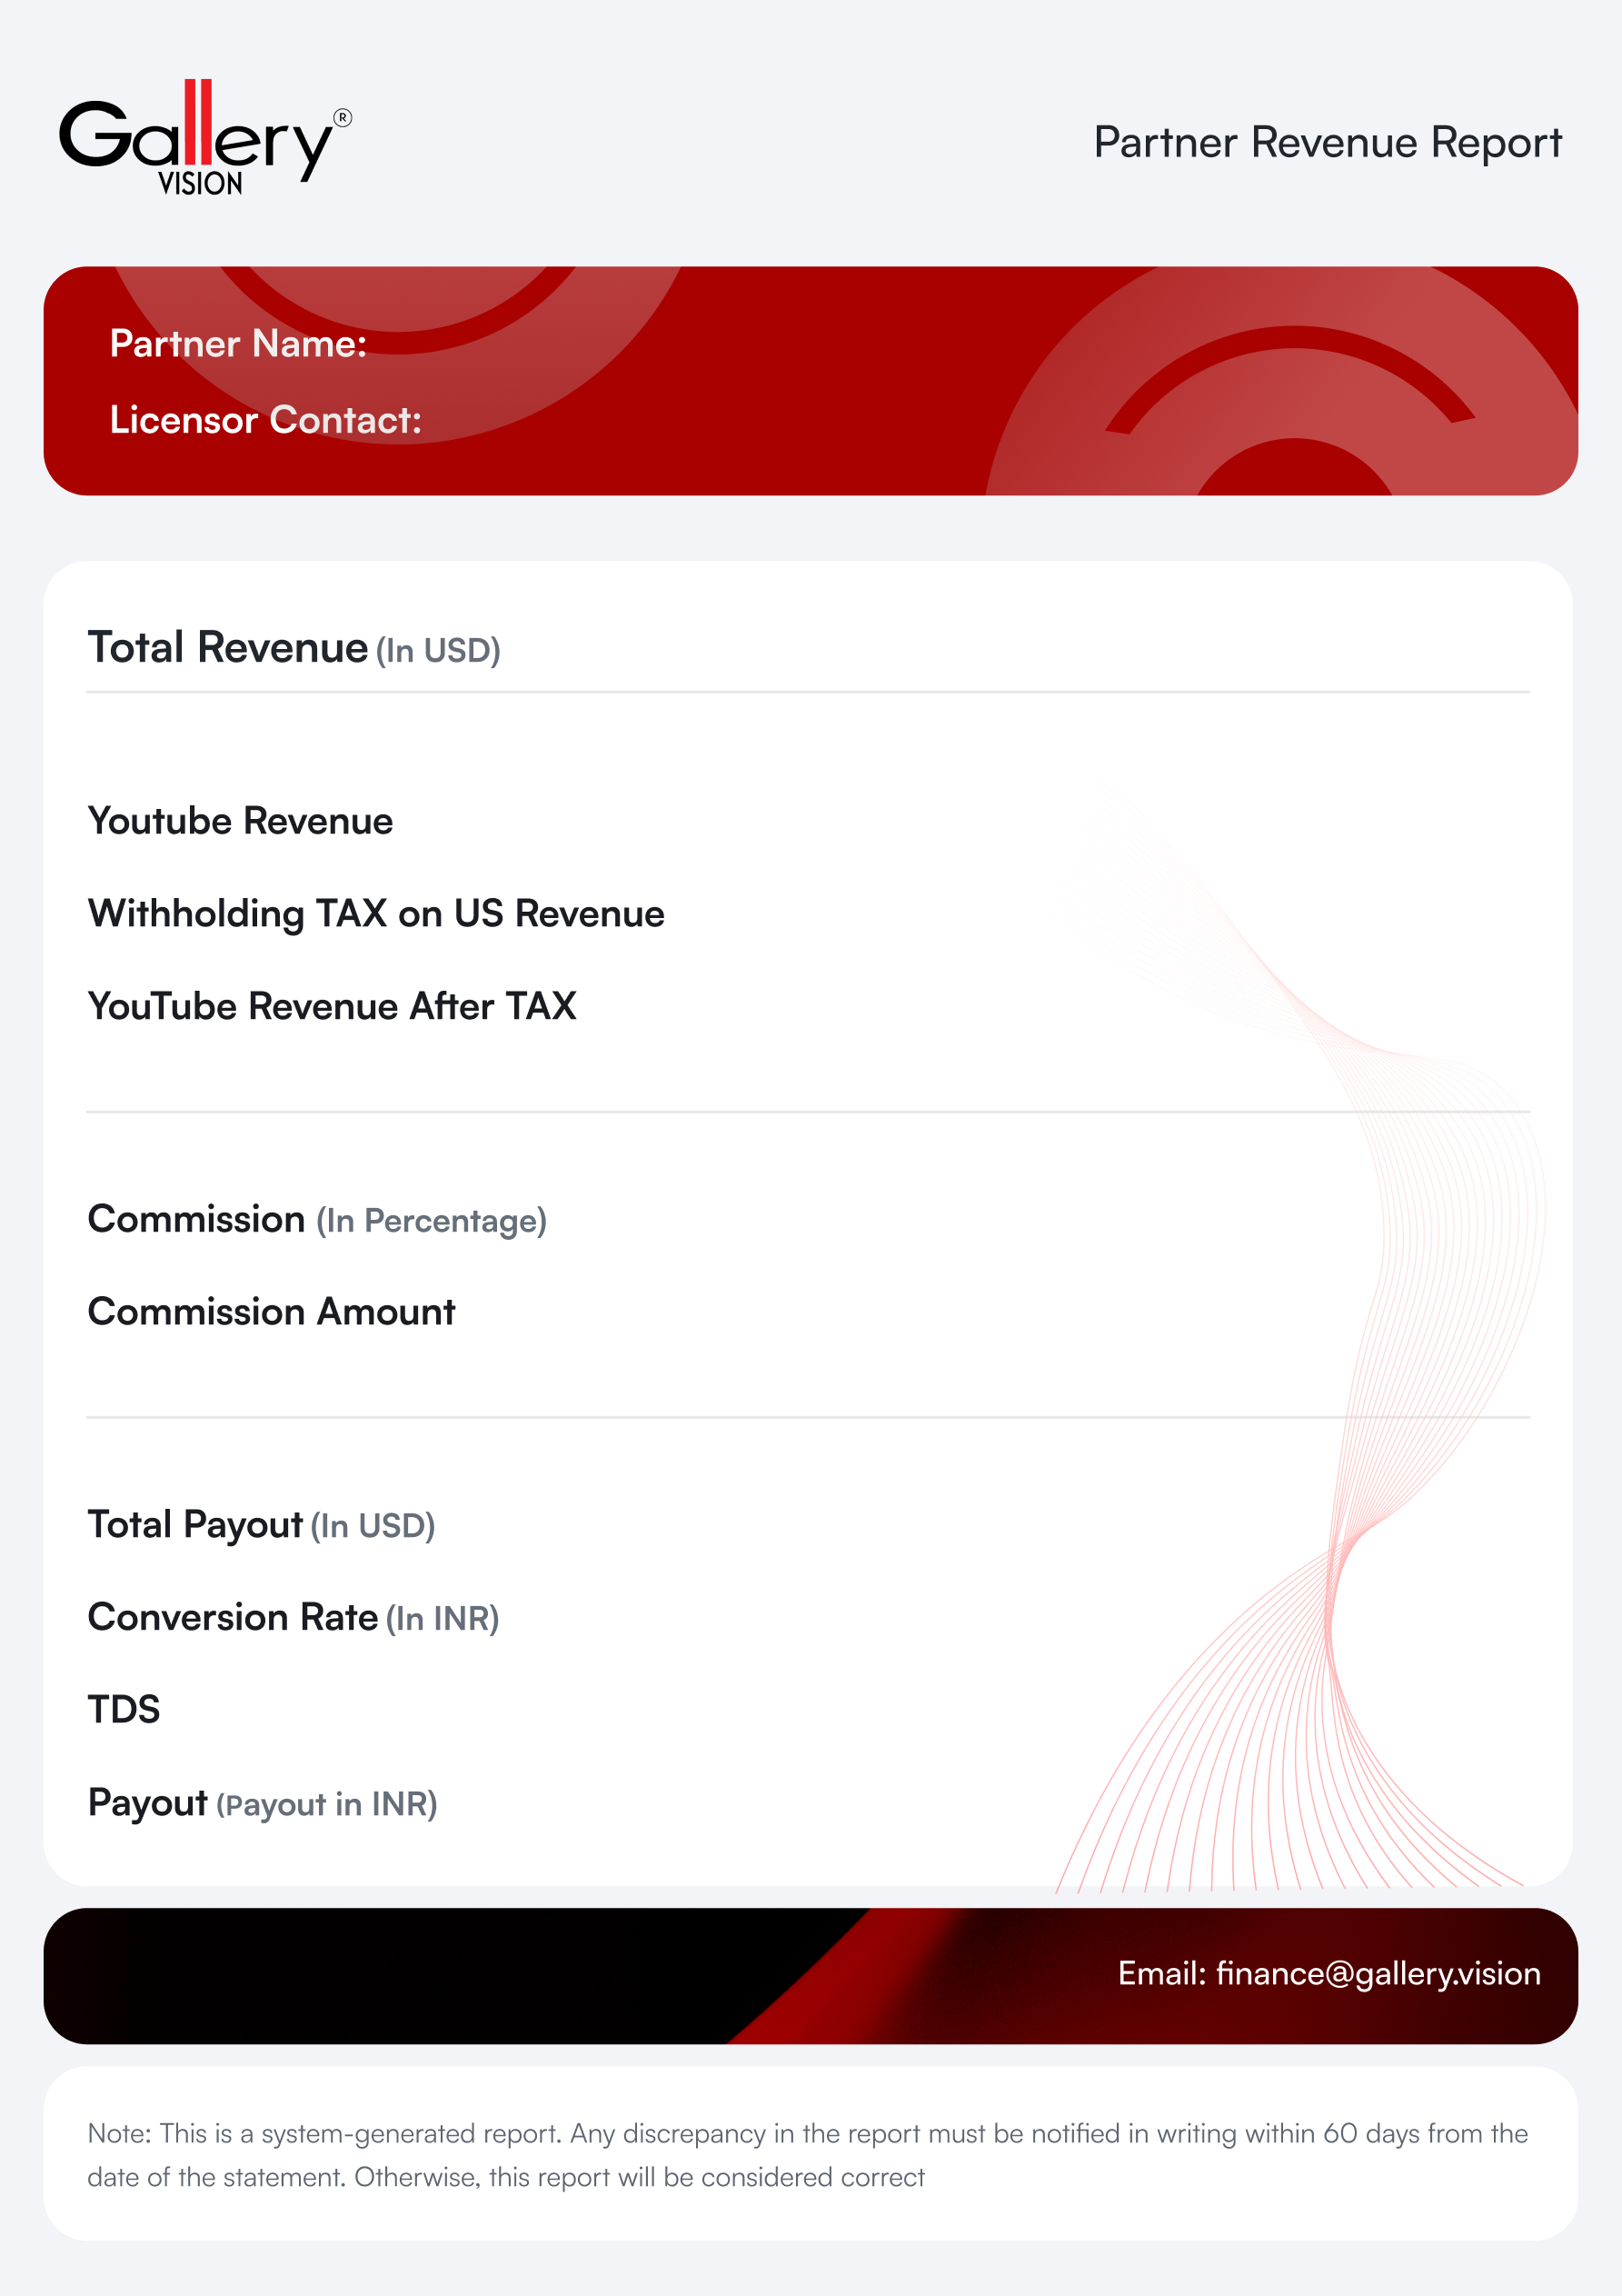 Gallery®
VISION
Partner Revenue Report
Partner Name:
Licensor Contact:
Total Revenue (In USD)
Youtube Revenue
Withholding TAX on US Revenue
YouTube Revenue After TAX
Commission (In Percentage)
Commission Amount
Total Payout (In USD)
Conversion Rate (In INR)
TDS
Payout (Payout in INR)
Email: finance@gallery.vision
Note: This is a system-generated report. Any discrepancy in the report must be notified in writing within 60 days from the
date of the statement. Otherwise, this report will be considered correct